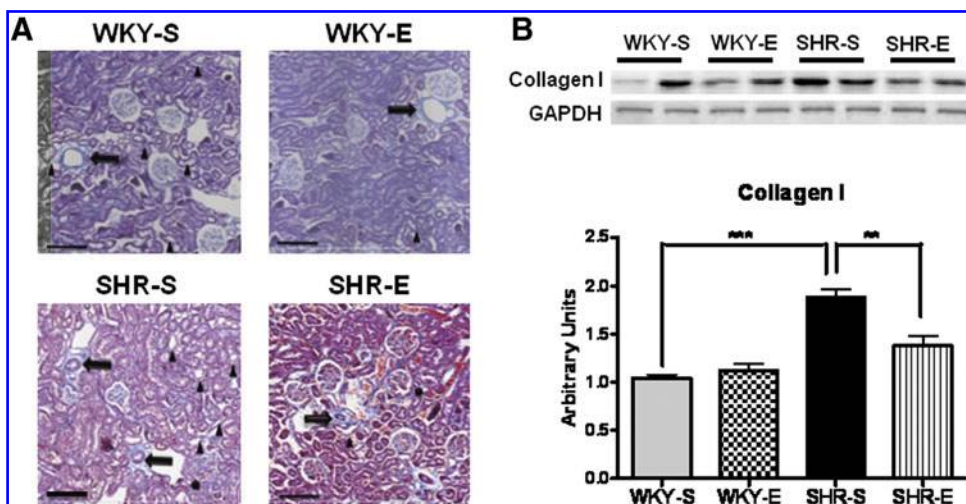 A
WKY-S
WKY-E
SHR-S
SHR-E
B
WKY-S WKY-E SHR-S SHR-E
Collagen I
GAPDH
Collagen I
*** **
Arbitrary Units
2.5
2.0
1.5
1.0
0.5
0.0
WKY-S WKY-E SHR-S SHR-E